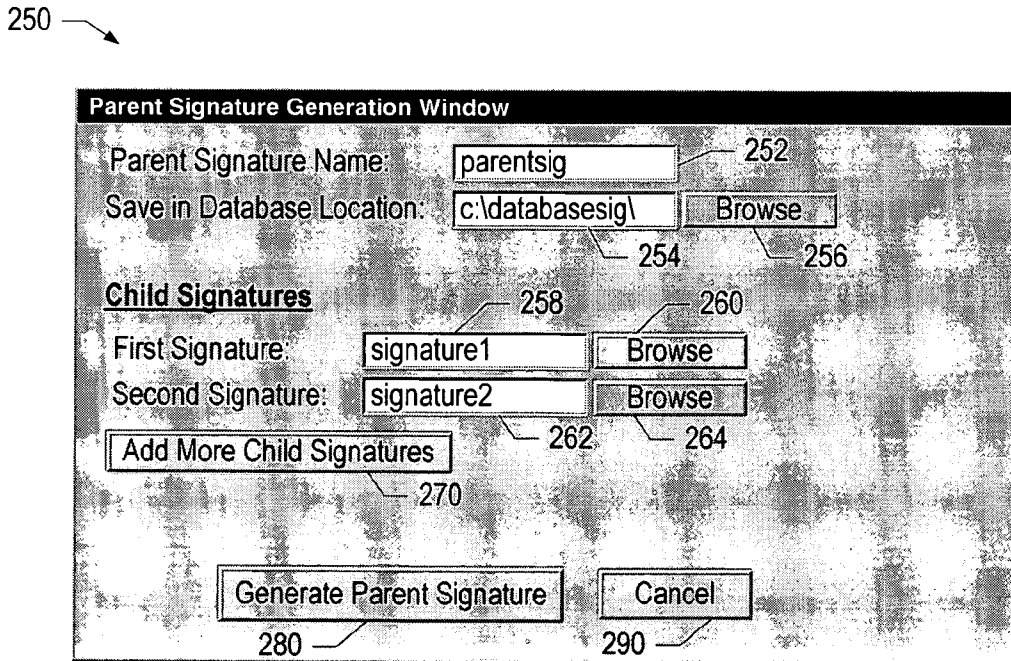 250
Parent Signature Generation Window
Parent Signature Name: parentsig 252
Save in Database Location: c:\databasesig\ Browse
254 256
Child Signatures 258 260
First Signature: signature1 Browse
Second Signature: signature2 Browse
262 264
Add More Child Signatures
270
Generate Parent Signature Cancel
280 290